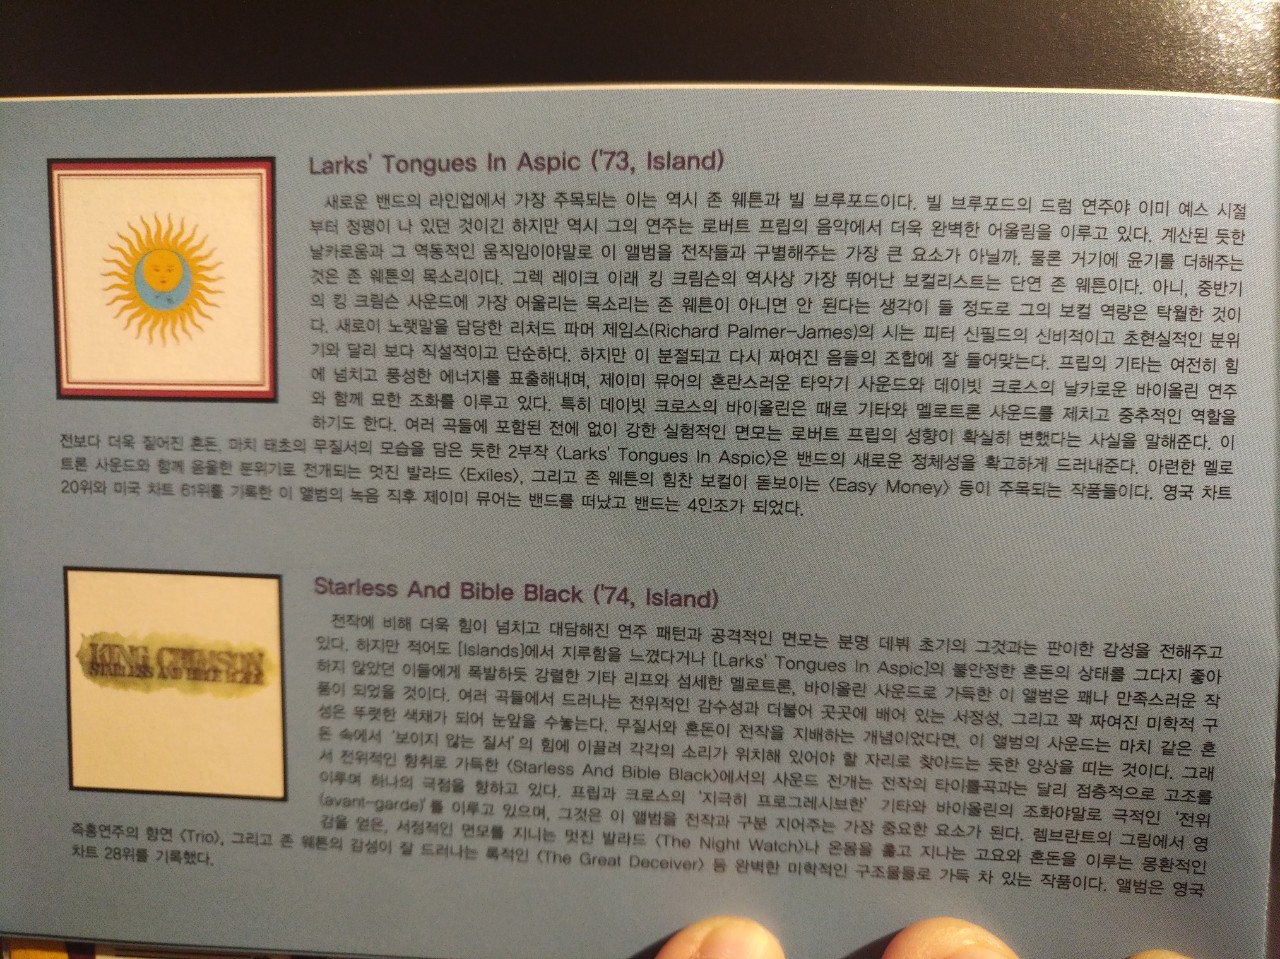 Larks' Tongues In Aspic ('73, Island)
새로운 밴드의 라인업에서 가장 주목되는 이는 역시 존 웨튼과 빌 브루포드이다. 빌 브루포드의 드럼 연주야 이미 예스 시절
부터 정평이 나 있던 것이긴 하지만 역시 그의 연주는 로버트 프립의 음악에서 더욱 완벽한 어울림을 이루고 있다. 계산된 듯한
날카로움과 그 역동적인 움직임이야말로 이 앨범을 전작들과 구별해주는 가장 큰 요소가 아닐까. 물론 거기에 윤기를 더해주는
것은 존 웨튼의 목소리이다. 그렉 레이크 이래 킹 크림슨의 역사상 가장 뛰어난 보컬리스트는 단연 존 웨튼이다. 아니, 중반기
의 킹 크림슨 사운드에 가장 어울리는 목소리는 존 웨튼이 아니면 안 된다는 생각이 들 정도로 그의 보컬 역량은 탁월한 것이
다. 새로이 노랫말을 담당한 리처드 파머 제임스(Richard Palmer-James)의 시는 피터 신필드의 신비적이고 초현실적인 분위
기와 달리 보다 직설적이고 단순하다. 하지만 이 분절되고 다시 짜여진 음들의 조합에 잘 들어맞는다. 프립의 기타는 여전히 힘
에 넘치고 풍성한 에너지를 표출해내며, 제이미 뮤어의 혼란스러운 타악기 사운드와 데이빗 크로스의 날카로운 바이올린 연주
와 함께 묘한 조화를 이루고 있다. 특히 데이빗 크로스의 바이올린은 때로 기타와 멜로트론 사운드를 제치고 중추적인 역할을
하기도 한다. 여러 곡들에 포함된 전에 없이 강한 실험적인 면모는 로버트 프립의 성향이 확실히 변했다는 사실을 말해준다. 이
전보다 더욱 짙어진 혼돈, 마치 태초의 무질서의 모습을 담은 듯한 2부작 〈Larks' Tongues In Aspic〉은 밴드의 새로운 정체성을 확고하게 드러내준다. 아련한 멜로
트론 사운드와 함께 음울한 분위기로 전개되는 멋진 발라드 〈Exiles〉, 그리고 존 웨튼의 힘찬 보컬이 돋보이는 〈Easy Money〉 등이 주목되는 작품들이다. 영국 차트
20위와 미국 차트 61위를 기록한 이 앨범의 녹음 직후 제이미 뮤어는 밴드를 떠났고 밴드는 4인조가 되었다.
KING CRIMSON
STARLESS AND BIBLE BLACK
Starless And Bible Black ('74, Island)
전작에 비해 더욱 힘이 넘치고 대담해진 연주 패턴과 공격적인 면모는 분명 데뷔 초기의 그것과는 판이한 감성을 전해주고
있다. 하지만 적어도 [Islands]에서 지루함을 느꼈다거나 [Larks' Tongues In Aspic]의 불안정한 혼돈의 상태를 그다지 좋아
하지 않았던 이들에게 폭발하듯 강렬한 기타 리프와 섬세한 멜로트론, 바이올린 사운드로 가득한 이 앨범은 꽤나 만족스러운 작
품이 되었을 것이다. 여러 곡들에서 드러나는 전위적인 감수성과 더불어 곳곳에 배어 있는 서정성, 그리고 꽉 짜여진 미학적 구
성은 뚜렷한 색채가 되어 눈앞을 수놓는다. 무질서와 혼돈이 전작을 지배하는 개념이었다면, 이 앨범의 사운드는 마치 같은 혼
돈 속에서 '보이지 않는 질서'의 힘에 이끌려 각각의 소리가 위치해 있어야 할 자리로 찾아드는 듯한 양상을 띠는 것이다. 그래
서 전위적인 향취로 가득한 〈Starless And Bible Black〉에서의 사운드 전개는 전작의 타이틀곡과는 달리 점층적으로 고조를
이루며 하나의 극점을 향하고 있다. 프립과 크로스의 '지극히 프로그레시브한' 기타와 바이올린의 조화야말로 극적인 '전위
(avant-garde)'를 이루고 있으며, 그것은 이 앨범을 전작과 구분 지어주는 가장 중요한 요소가 된다. 렘브란트의 그림에서 영
감을 얻은, 서정적인 면모를 지니는 멋진 발라드 〈The Night Watch〉나 온몸을 훑고 지나는 고요와 혼돈을 이루는 몽환적인
즉흥연주의 향연 〈Trio〉, 그리고 존 웨튼의 감성이 잘 드러나는 록적인 〈The Great Deceiver〉 등 완벽한 미학적인 구조물들로 가득 차 있는 작품이다. 앨범은 영국
차트 28위를 기록했다.